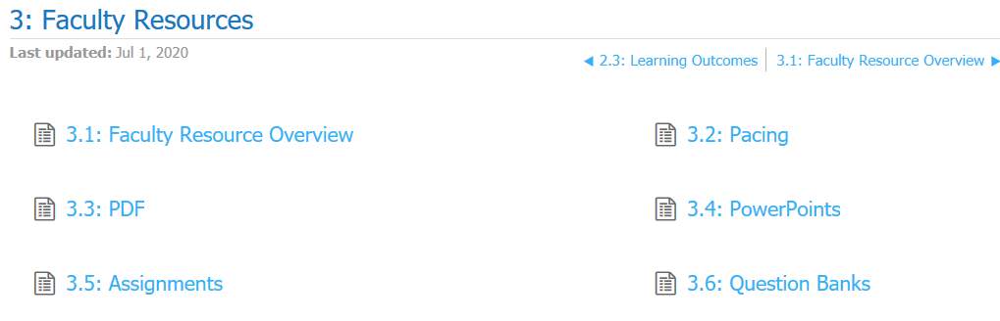 3: Faculty Resources
Last updated: Jul 1, 2020
◀ 2.3: Learning Outcomes | 3.1: Faculty Resource Overview ▶
3.1: Faculty Resource Overview
3.2: Pacing
3.3: PDF
3.4: PowerPoints
3.5: Assignments
3.6: Question Banks